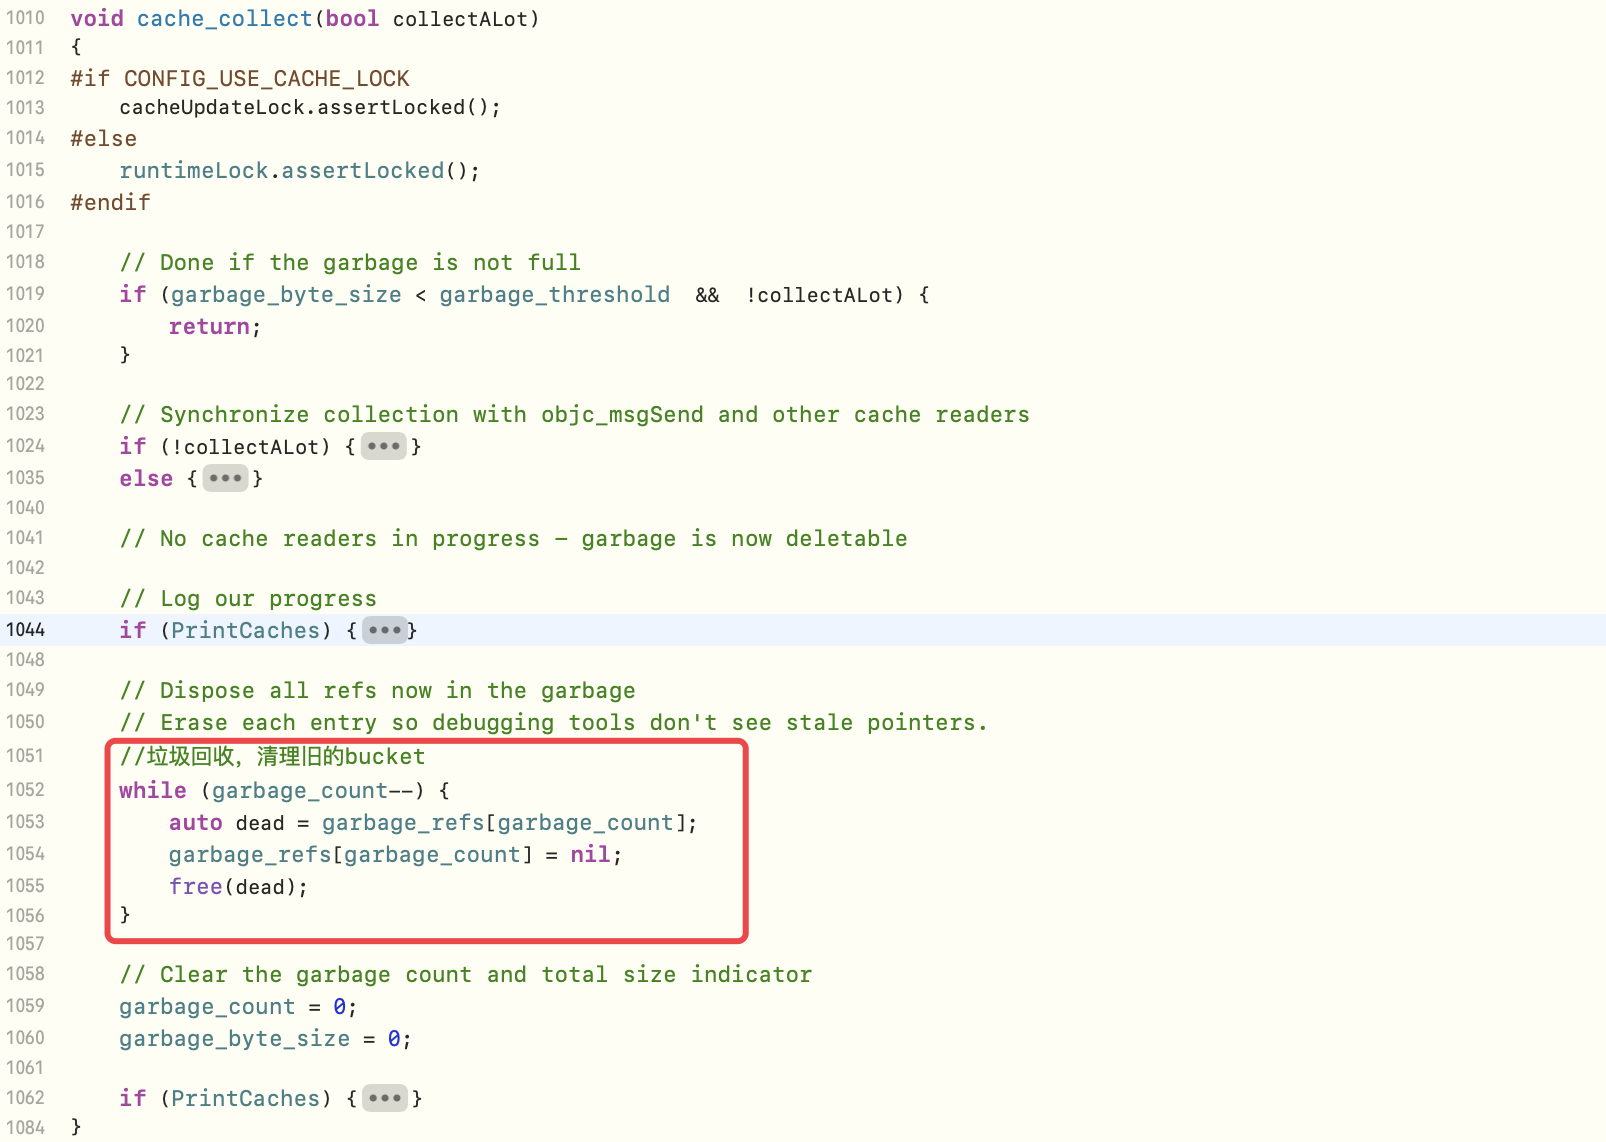 1010 void cache_collect(bool collectALot)
1011 {
1012 #if CONFIG_USE_CACHE_LOCK
1013     cacheUpdateLock.assertLocked();
1014 #else
1015     runtimeLock.assertLocked();
1016 #endif
1017
1018     // Done if the garbage is not full
1019     if (garbage_byte_size < garbage_threshold  &&  !collectALot) {
1020         return;
1021     }
1022
1023     // Synchronize collection with objc_msgSend and other cache readers
1024     if (!collectALot) {•••}
1035     else {•••}
1040
1041     // No cache readers in progress – garbage is now deletable
1042
1043     // Log our progress
1044     if (PrintCaches) {•••}
1048
1049     // Dispose all refs now in the garbage
1050     // Erase each entry so debugging tools don't see stale pointers.
1051     //垃圾回收，清理旧的bucket
1052     while (garbage_count--) {
1053         auto dead = garbage_refs[garbage_count];
1054         garbage_refs[garbage_count] = nil;
1055         free(dead);
1056     }
1057
1058     // Clear the garbage count and total size indicator
1059     garbage_count = 0;
1060     garbage_byte_size = 0;
1061
1062     if (PrintCaches) {•••}
1084 }